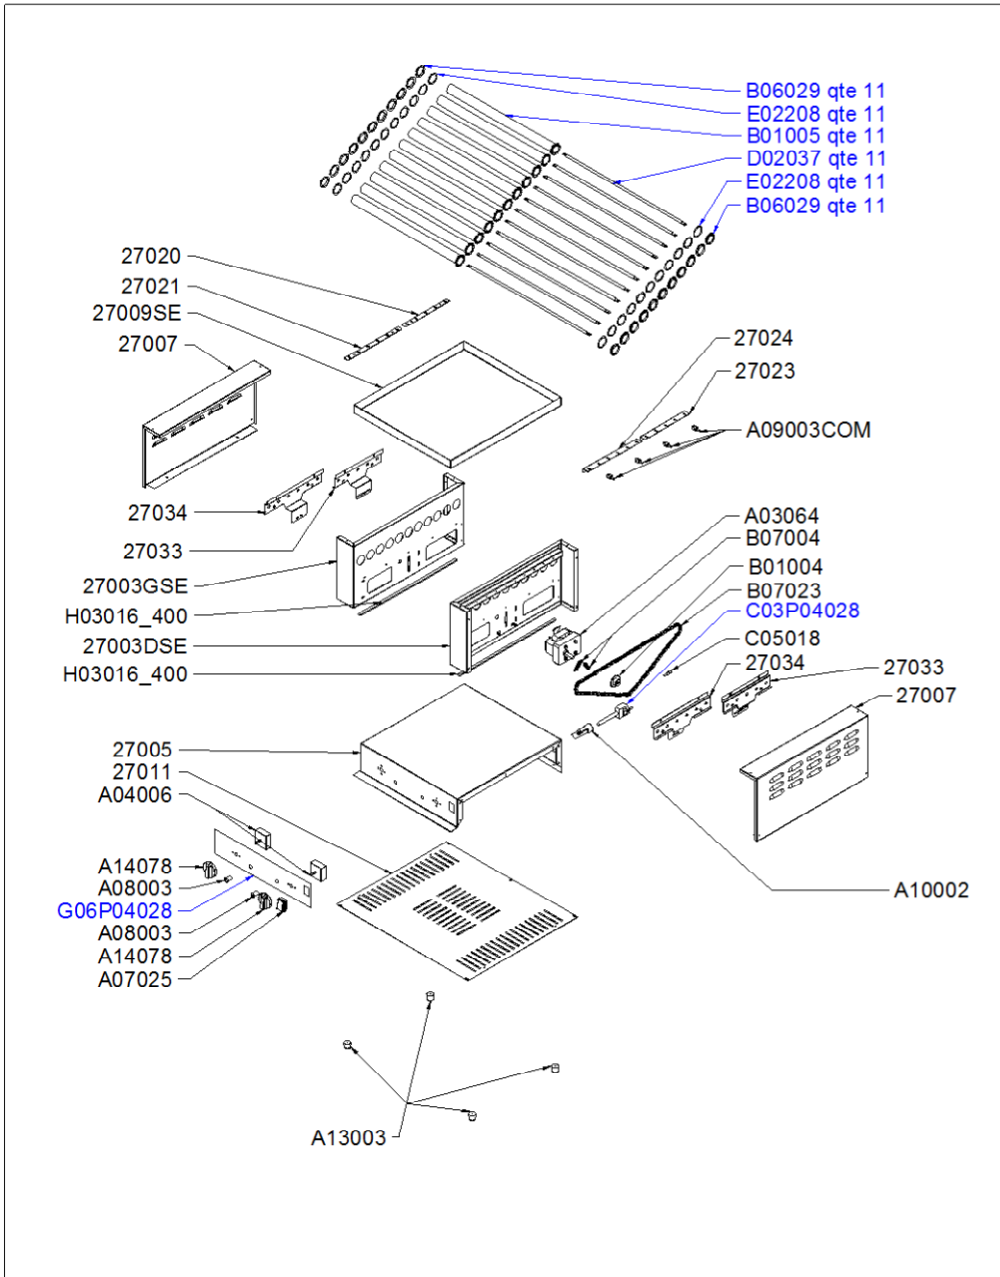 B06029 qte 11
E02208 qte 11
B01005 qte 11
D02037 qte 11
E02208 qte 11
B06029 qte 11
27020
27021
27009SE
27007
27024
27023
A09003COM
27034
27033
27003GSE
H03016_400
27003DSE
H03016_400
A03064
B07004
B01004
B07023
C03P04028
C05018
27034
27033
27007
27005
27011
A04006
A14078
A08003
G06P04028
A08003
A14078
A07025
A10002
A13003